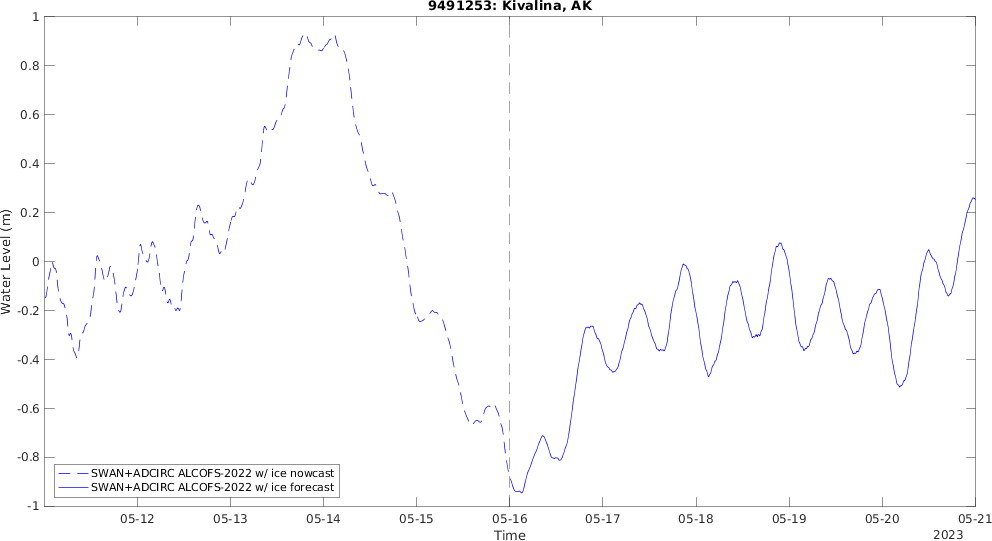 9491253: Kivalina, AK
1
0.8
0.6
0.4
0.2
0
-0.2
-0.4
-0.6
-0.8
-1
Water Level (m)
SWAN+ADCIRC ALCOFS-2022 w/ ice nowcast
SWAN+ADCIRC ALCOFS-2022 w/ ice forecast
05-12 05-13 05-14 05-15 05-16 05-17 05-18 05-19 05-20 05-21
Time
2023